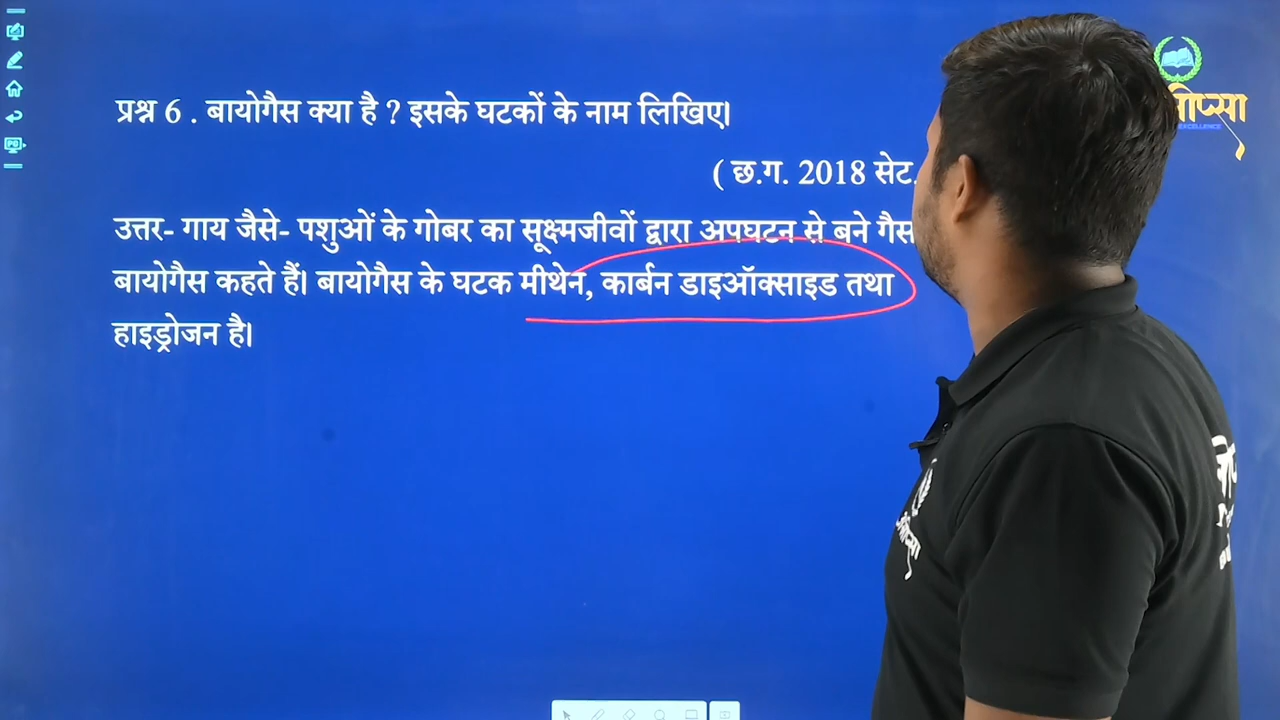 प्रश्न 6 . बायोगैस क्या है ? इसके घटकों के नाम लिखिए।
( छ.ग. 2018 सेट.
उत्तर- गाय जैसे- पशुओं के गोबर का सूक्ष्मजीवों द्वारा अपघटन से बने गैस
बायोगैस कहते हैं। बायोगैस के घटक मीथेन, कार्बन डाइऑक्साइड तथा
हाइड्रोजन है।